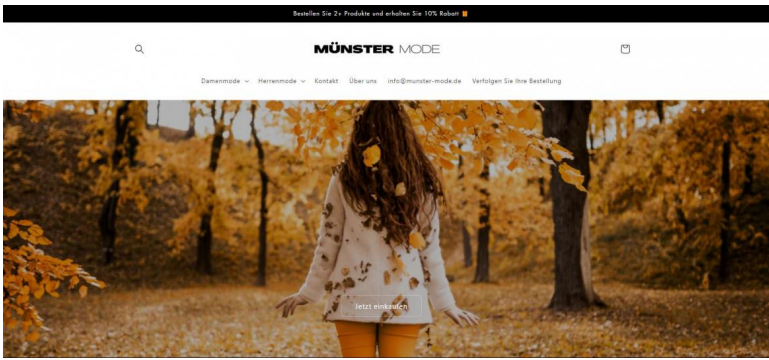 Bestellen Sie 2+ Produkte und erhalten Sie 10% Rabatt
MÜNSTER MODE
Damenmode Herrenmode Kontakt Über uns info@munster-mode.de Verfolgen Sie Ihre Bestellung
Jetzt einkaufen